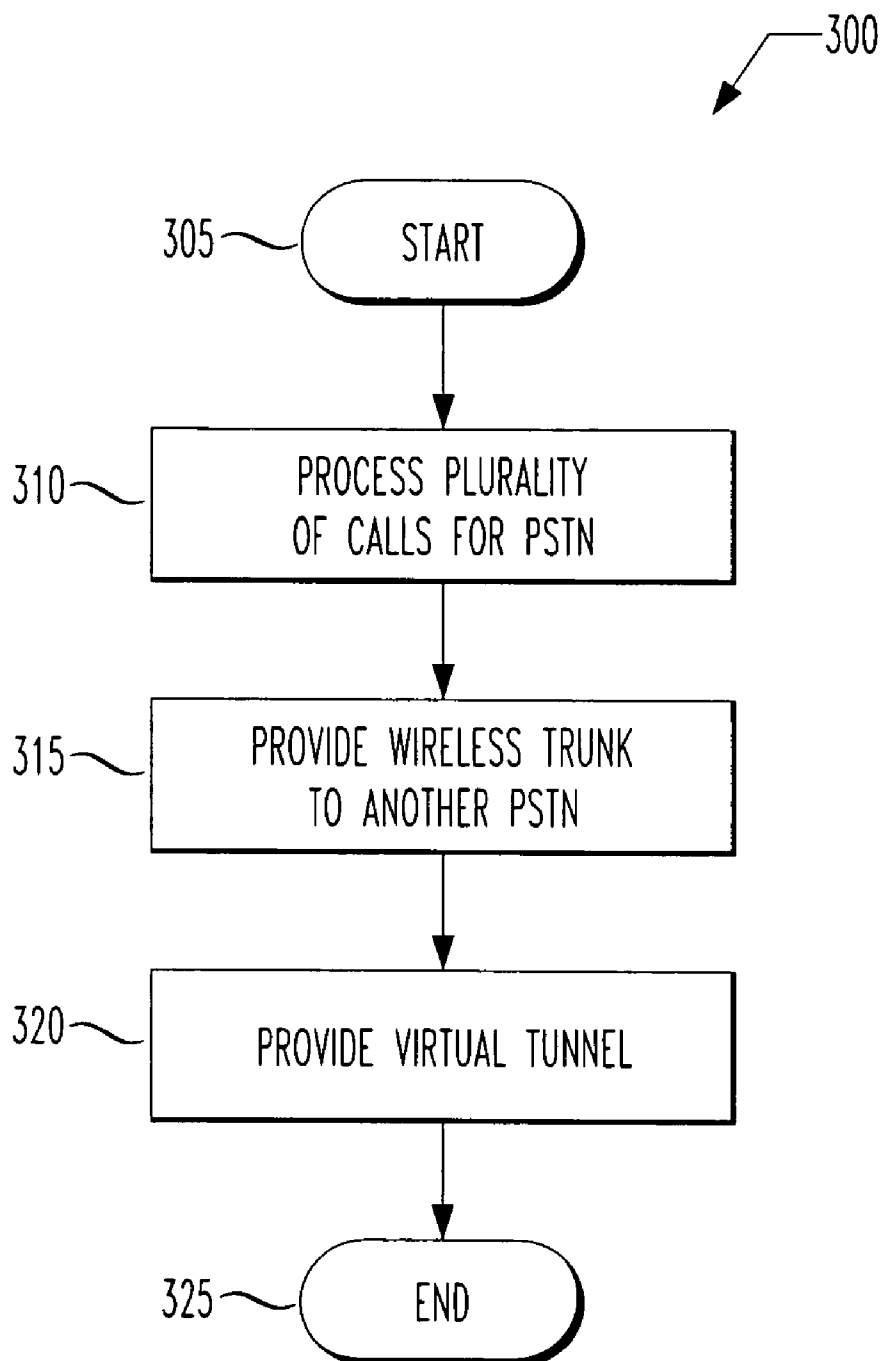 300
305
START
310
PROCESS PLURALITY
OF CALLS FOR PSTN
315
PROVIDE WIRELESS TRUNK
TO ANOTHER PSTN
320
PROVIDE VIRTUAL TUNNEL
325
END